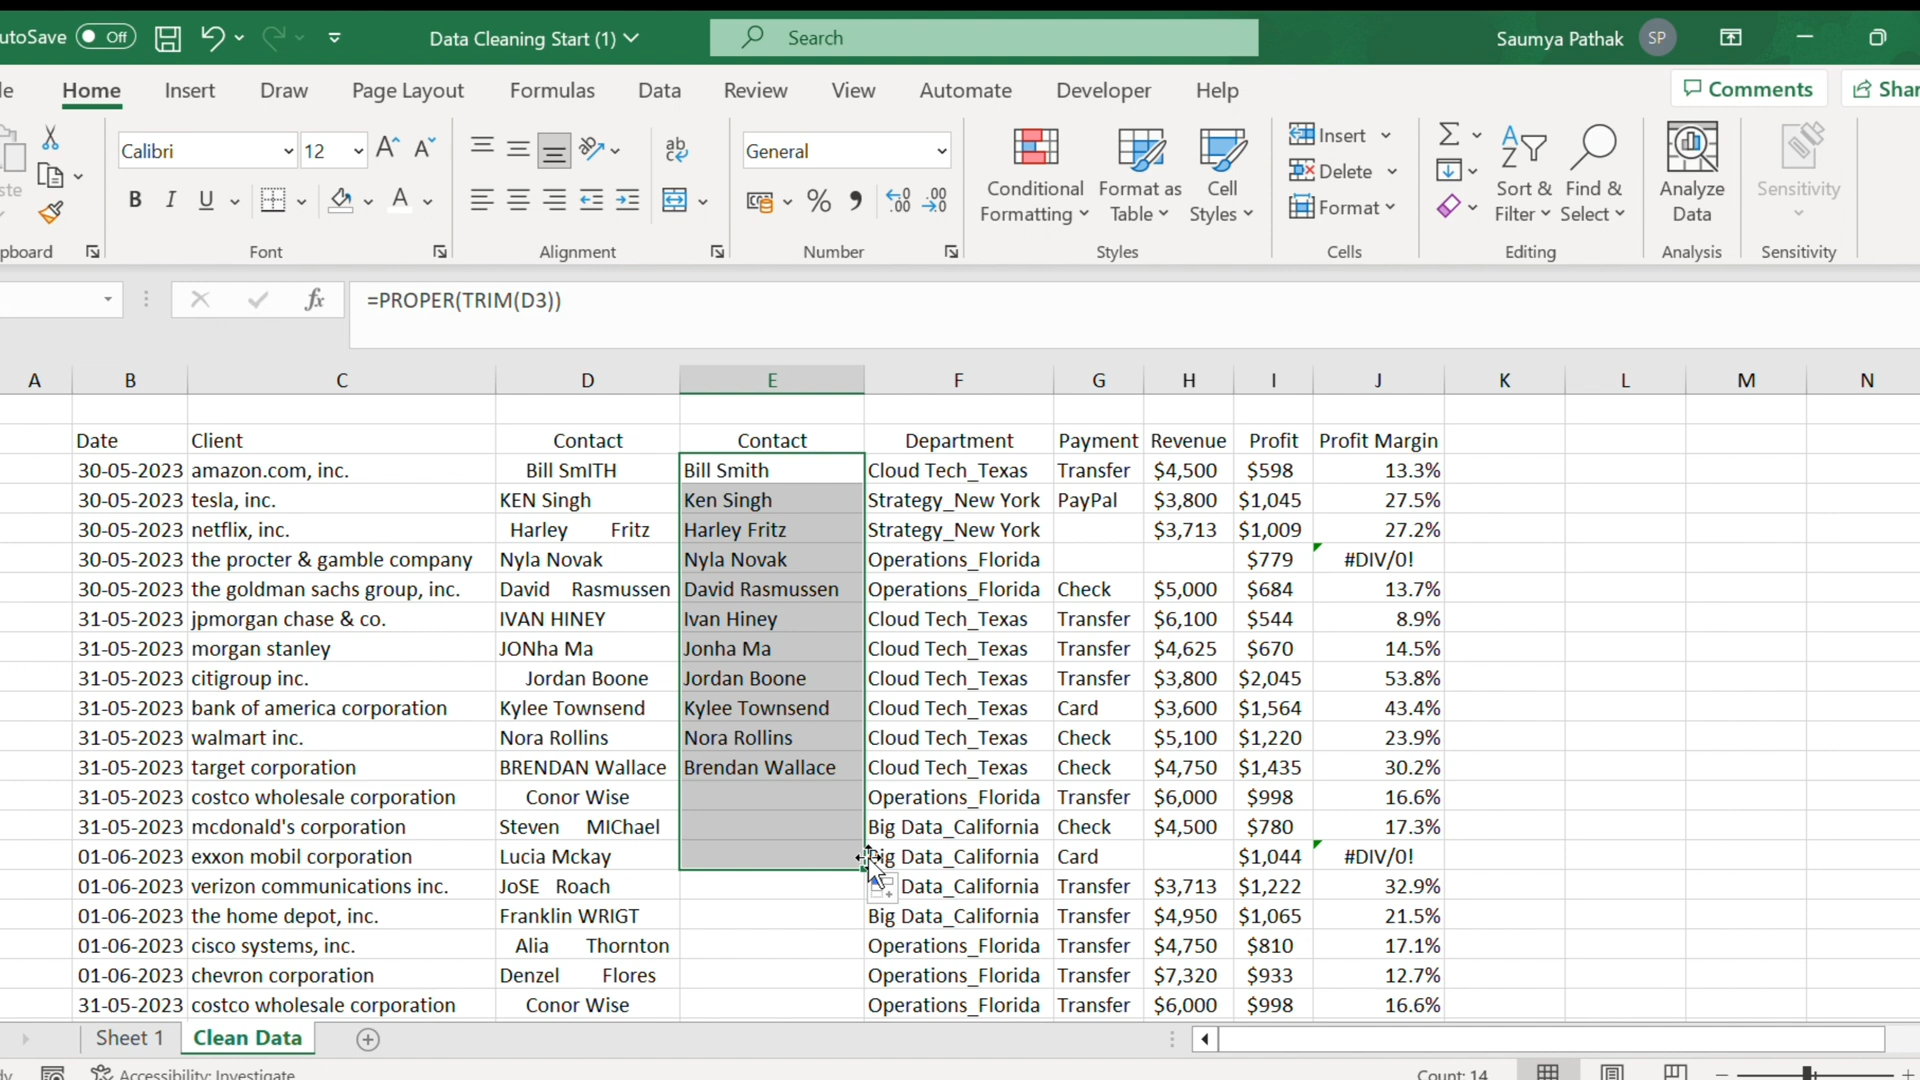 utoSave Off Data Cleaning Start (1) Search Saumya Pathak SP
le Home Insert Draw Page Layout Formulas Data Review View Automate Developer Help Comments Shar
ste Calibri 12 B I U A ab General % , Conditional Formatting Format as Table Cell Styles Insert Delete Format Sort & Filter Find & Select Analyze Data Sensitivity
pboard Font Alignment Number Styles Cells Editing Analysis Sensitivity
fx =PROPER(TRIM(D3))
A B C D E F G H I J K L M N
Date Client Contact Contact Department Payment Revenue Profit Profit Margin
30-05-2023 amazon.com, inc. Bill SmITH Bill Smith Cloud Tech_Texas Transfer $4,500 $598 13.3%
30-05-2023 tesla, inc. KEN Singh Ken Singh Strategy_New York PayPal $3,800 $1,045 27.5%
30-05-2023 netflix, inc. Harley Fritz Harley Fritz Strategy_New York $3,713 $1,009 27.2%
30-05-2023 the procter & gamble company Nyla Novak Nyla Novak Operations_Florida $779 #DIV/0!
30-05-2023 the goldman sachs group, inc. David Rasmussen David Rasmussen Operations_Florida Check $5,000 $684 13.7%
31-05-2023 jpmorgan chase & co. IVAN HINEY Ivan Hiney Cloud Tech_Texas Transfer $6,100 $544 8.9%
31-05-2023 morgan stanley JONha Ma Jonha Ma Cloud Tech_Texas Transfer $4,625 $670 14.5%
31-05-2023 citigroup inc. Jordan Boone Jordan Boone Cloud Tech_Texas Transfer $3,800 $2,045 53.8%
31-05-2023 bank of america corporation Kylee Townsend Kylee Townsend Cloud Tech_Texas Card $3,600 $1,564 43.4%
31-05-2023 walmart inc. Nora Rollins Nora Rollins Cloud Tech_Texas Check $5,100 $1,220 23.9%
31-05-2023 target corporation BRENDAN Wallace Brendan Wallace Cloud Tech_Texas Check $4,750 $1,435 30.2%
31-05-2023 costco wholesale corporation Conor Wise Operations_Florida Transfer $6,000 $998 16.6%
31-05-2023 mcdonald's corporation Steven MIChael Big Data_California Check $4,500 $780 17.3%
01-06-2023 exxon mobil corporation Lucia Mckay Big Data_California Card $1,044 #DIV/0!
01-06-2023 verizon communications inc. JoSE Roach Data_California Transfer $3,713 $1,222 32.9%
01-06-2023 the home depot, inc. Franklin WRIGT Big Data_California Transfer $4,950 $1,065 21.5%
01-06-2023 cisco systems, inc. Alia Thornton Operations_Florida Transfer $4,750 $810 17.1%
01-06-2023 chevron corporation Denzel Flores Operations_Florida Transfer $7,320 $933 12.7%
31-05-2023 costco wholesale corporation Conor Wise Operations_Florida Transfer $6,000 $998 16.6%
Sheet 1 Clean Data
dy Accessibility: Investigate Count: 14